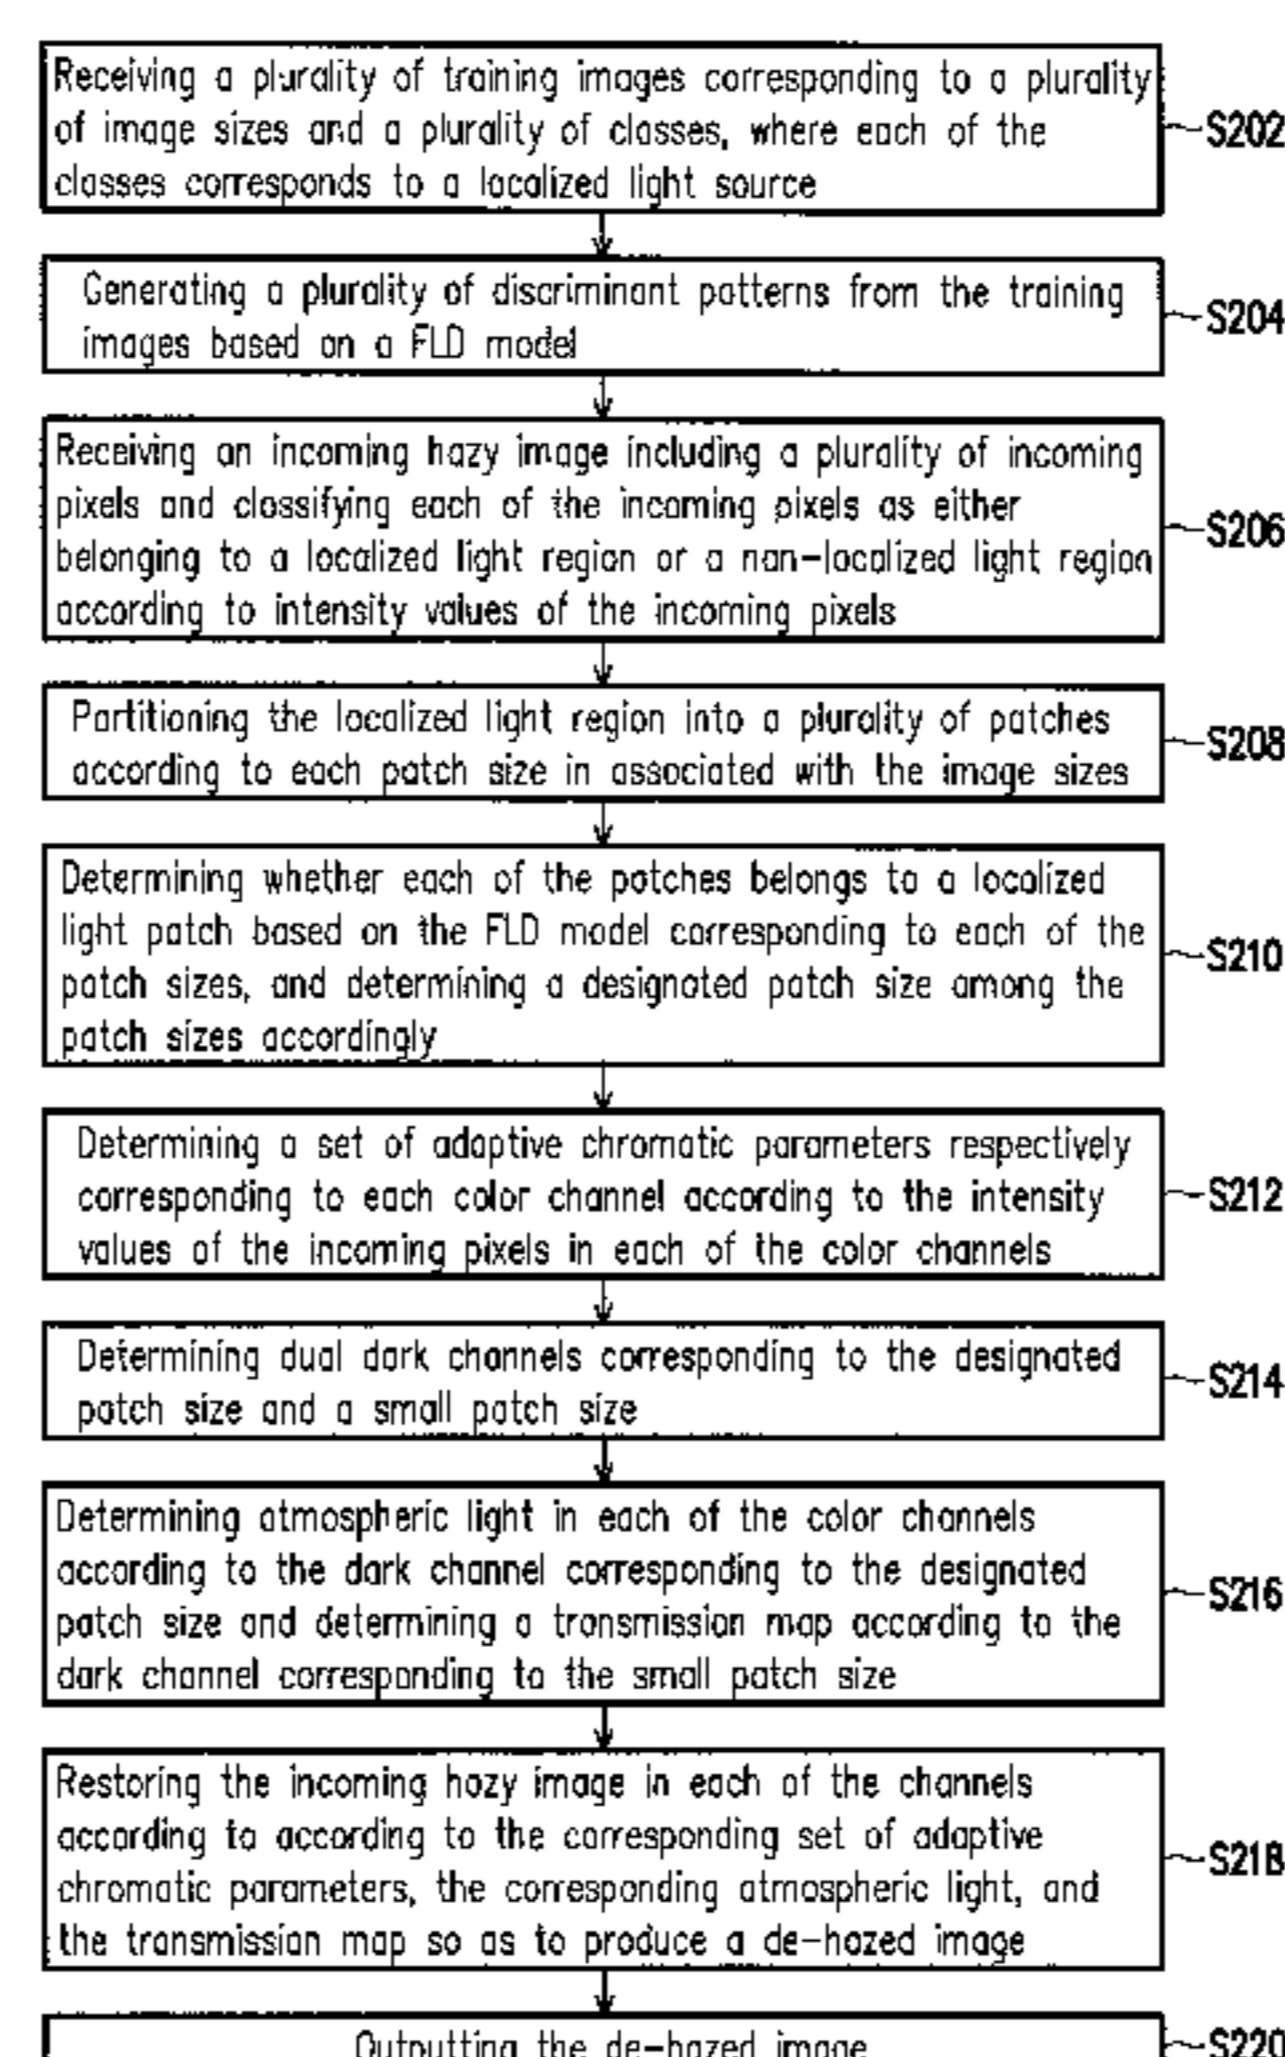 Receiving a plurality of training images corresponding to a plurality
of image sizes and a plurality of classes, where each of the
classes corresponds to a localized light source
S202
Generating a plurality of discriminant patterns from the training
images based on a FLD model
S204
Receiving an incoming hazy image including a plurality of incoming
pixels and classifying each of the incoming pixels as either
belonging to a localized light region or a non-localized light region
according to intensity values of the incoming pixels
S206
Partitioning the localized light region into a plurality of patches
according to each patch size in associated with the image sizes
S208
Determining whether each of the patches belongs to a localized
light patch based on the FLD model corresponding to each of the
patch sizes, and determining a designated patch size among the
patch sizes accordingly
S210
Determining a set of adaptive chromatic parameters respectively
corresponding to each color channel according to the intensity
values of the incoming pixels in each of the color channels
S212
Determining dual dark channels corresponding to the designated
patch size and a small patch size
S214
Determining atmospheric light in each of the color channels
according to the dark channel corresponding to the designated
patch size and determining a transmission map according to the
dark channel corresponding to the small patch size
S216
Restoring the incoming hazy image in each of the channels
according to according to the corresponding set of adaptive
chromatic parameters, the corresponding atmospheric light, and
the transmission map so as to produce a de-hazed image
S218
Outputting the de-hazed image
S220